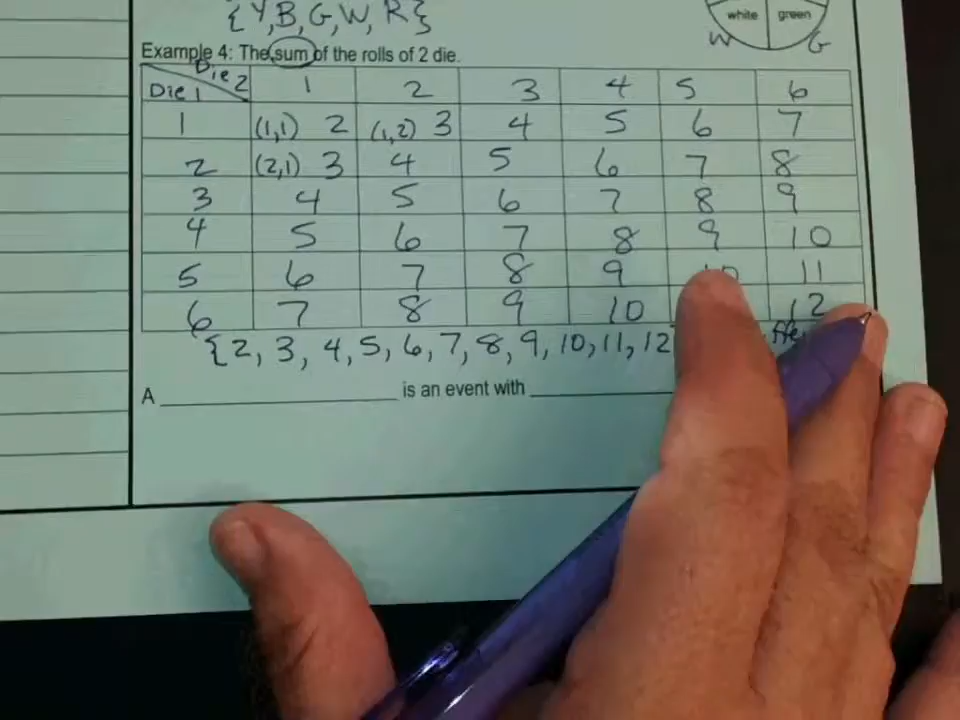 {Y, B, G, W, R}
white green
W G
Example 4: The sum of the rolls of 2 die.
Die 2
Die 1 1 2 3 4 5 6
1 (1,1) 2 (1,2) 3 4 5 6 7
2 (2,1) 3 4 5 6 7 8
3 4 5 6 7 8 9
4 5 6 7 8 9 10
5 6 7 8 9 10 11
6 7 8 9 10 12
{2, 3, 4, 5, 6, 7, 8, 9, 10, 11, 12
A ____ is an event with ____